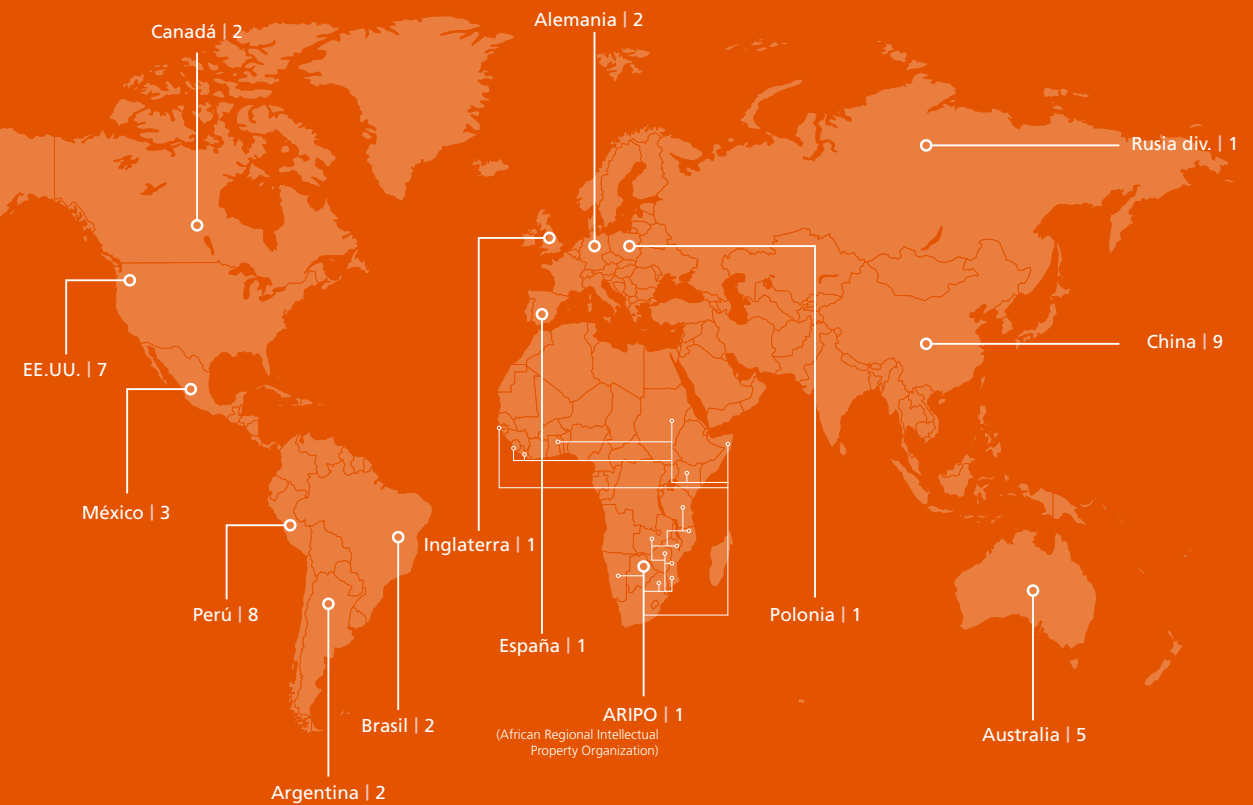 Alemania | 2
Canadá | 2
Rusia div. | 1
China | 9
EE.UU. | 7
México | 3
Inglaterra | 1
Perú | 8
Polonia | 1
España | 1
ARIPO | 1
(African Regional Intellectual
Property Organization)
Brasil | 2
Australia | 5
Argentina | 2